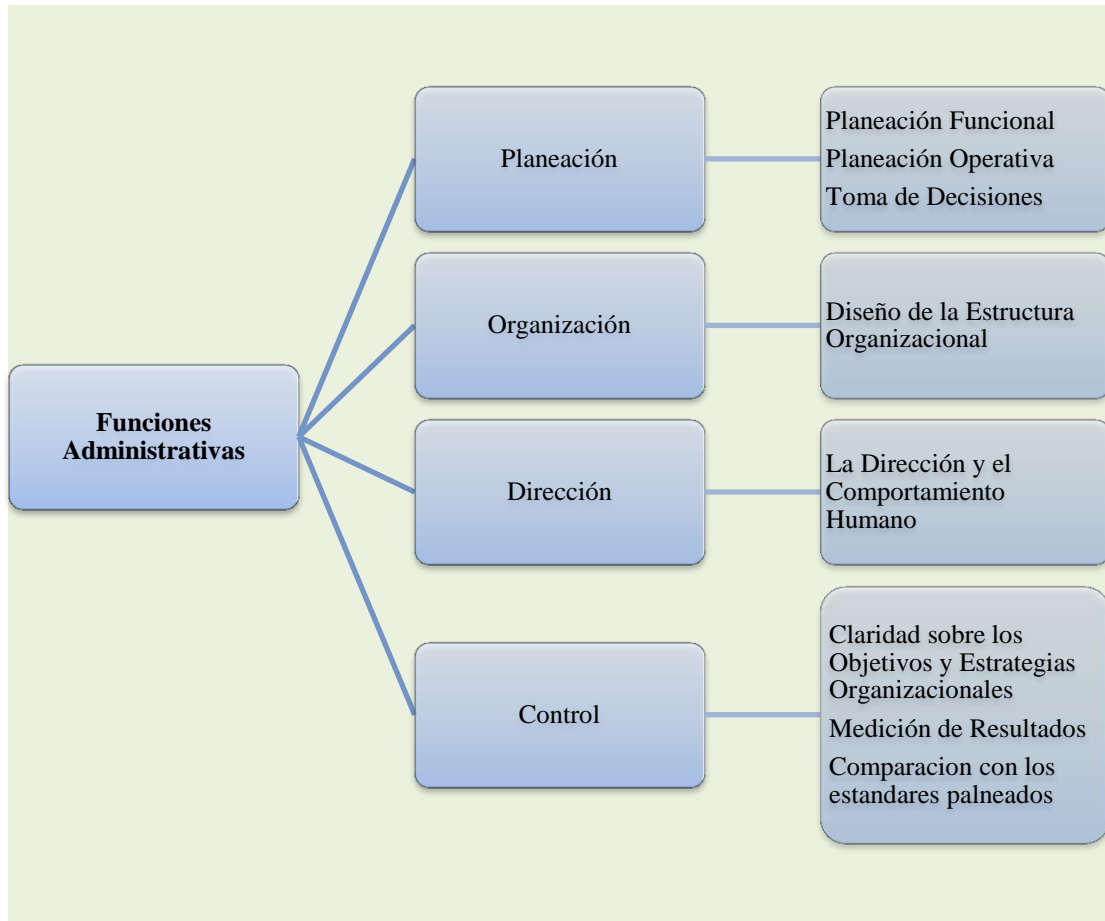 Funciones
Administrativas
Planeación
Planeación Funcional
Planeación Operativa
Toma de Decisiones
Organización
Diseño de la Estructura
Organizacional
Dirección
La Dirección y el
Comportamiento
Humano
Control
Claridad sobre los
Objetivos y Estrategias
Organizacionales
Medición de Resultados
Comparacion con los
estandares palneados